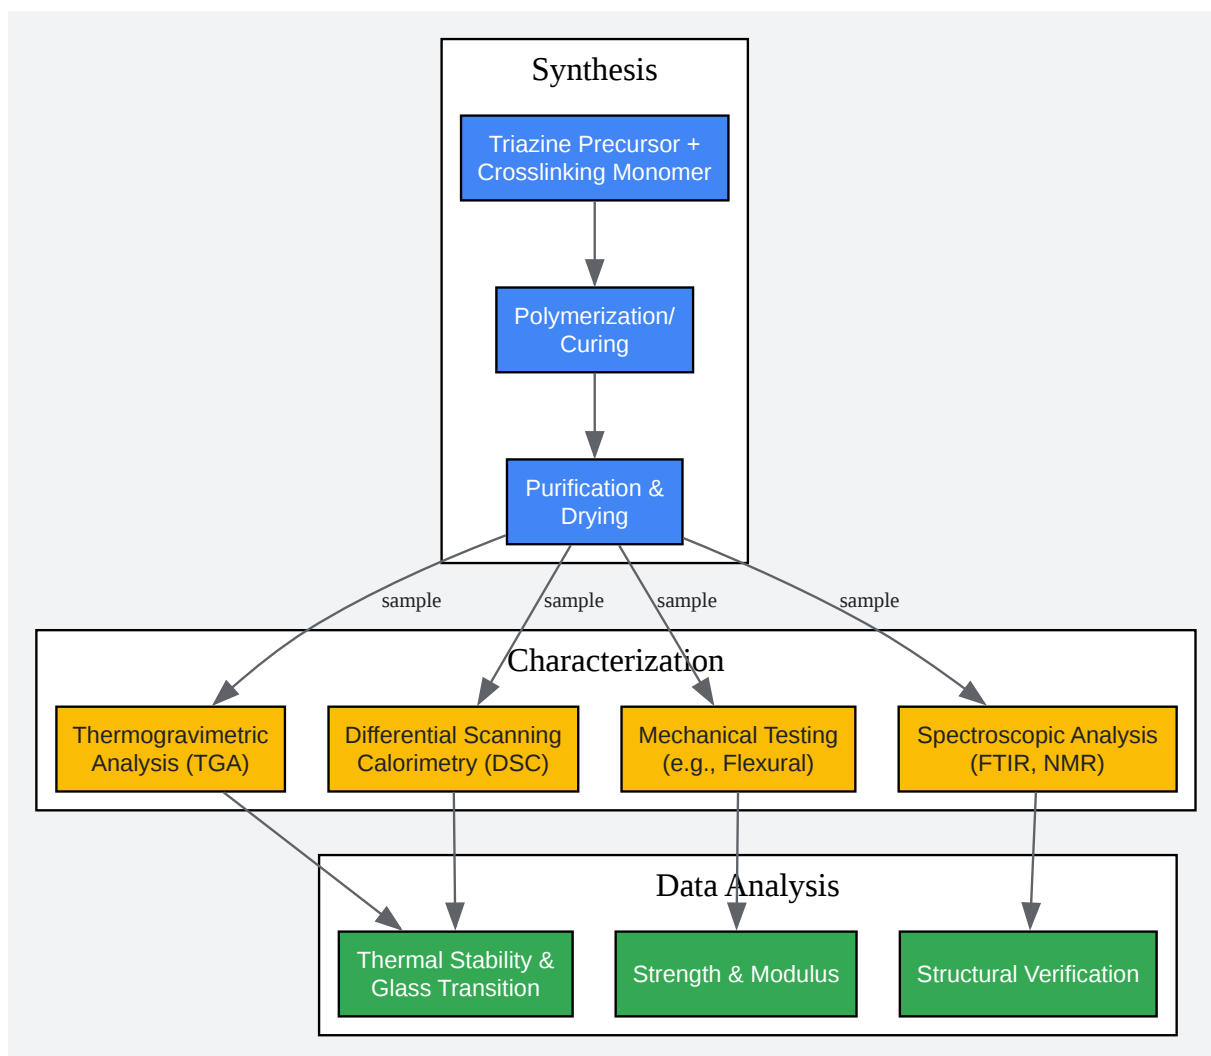 Synthesis
Triazine Precursor +
Crosslinking Monomer
Polymerization/
Curing
Purification &
Drying
sample
sample
sample
sample
Characterization
Thermogravimetric
Analysis (TGA)
Differential Scanning
Calorimetry (DSC)
Mechanical Testing
(e.g., Flexural)
Spectroscopic Analysis
(FTIR, NMR)
Data Analysis
Thermal Stability &
Glass Transition
Strength & Modulus
Structural Verification